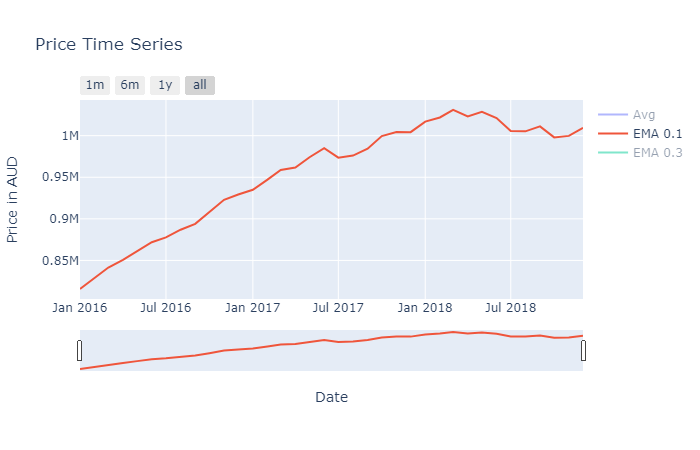 Price Time Series
1m 6m 1y all
Avg
EMA 0.1
EMA 0.3
1M
0.95M
0.9M
0.85M
Price in AUD
Jan 2016 Jul 2016 Jan 2017 Jul 2017 Jan 2018 Jul 2018
Date